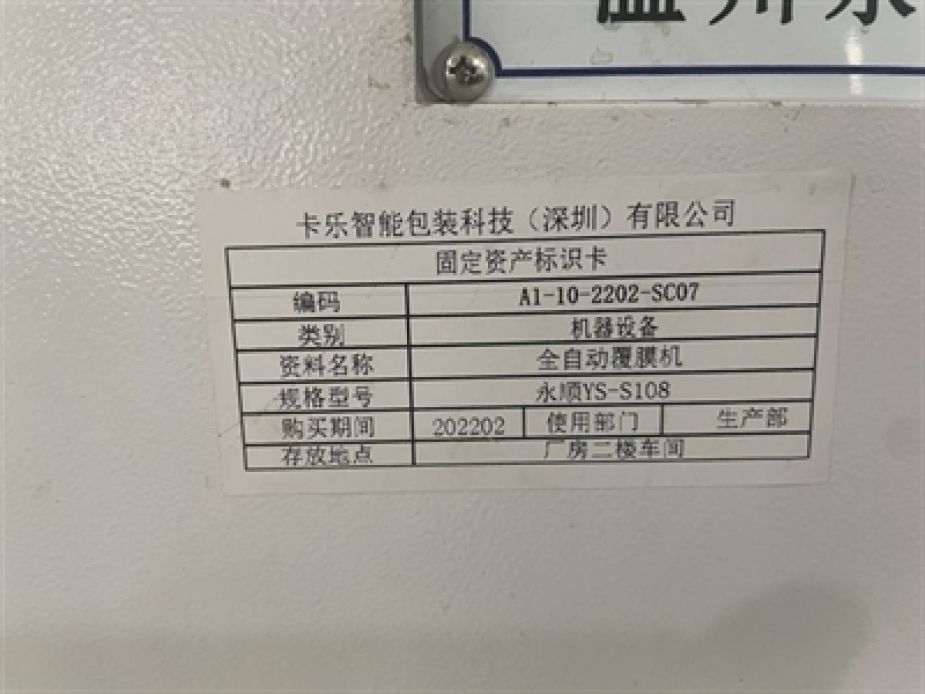 温州永
卡乐智能包装科技（深圳）有限公司
固定资产标识卡
编码 A1-10-2202-SC07
类别 机器设备
资料名称 全自动覆膜机
规格型号 永顺YS-S108
购买期间 202202 使用部门 生产部
存放地点 厂房二楼车间